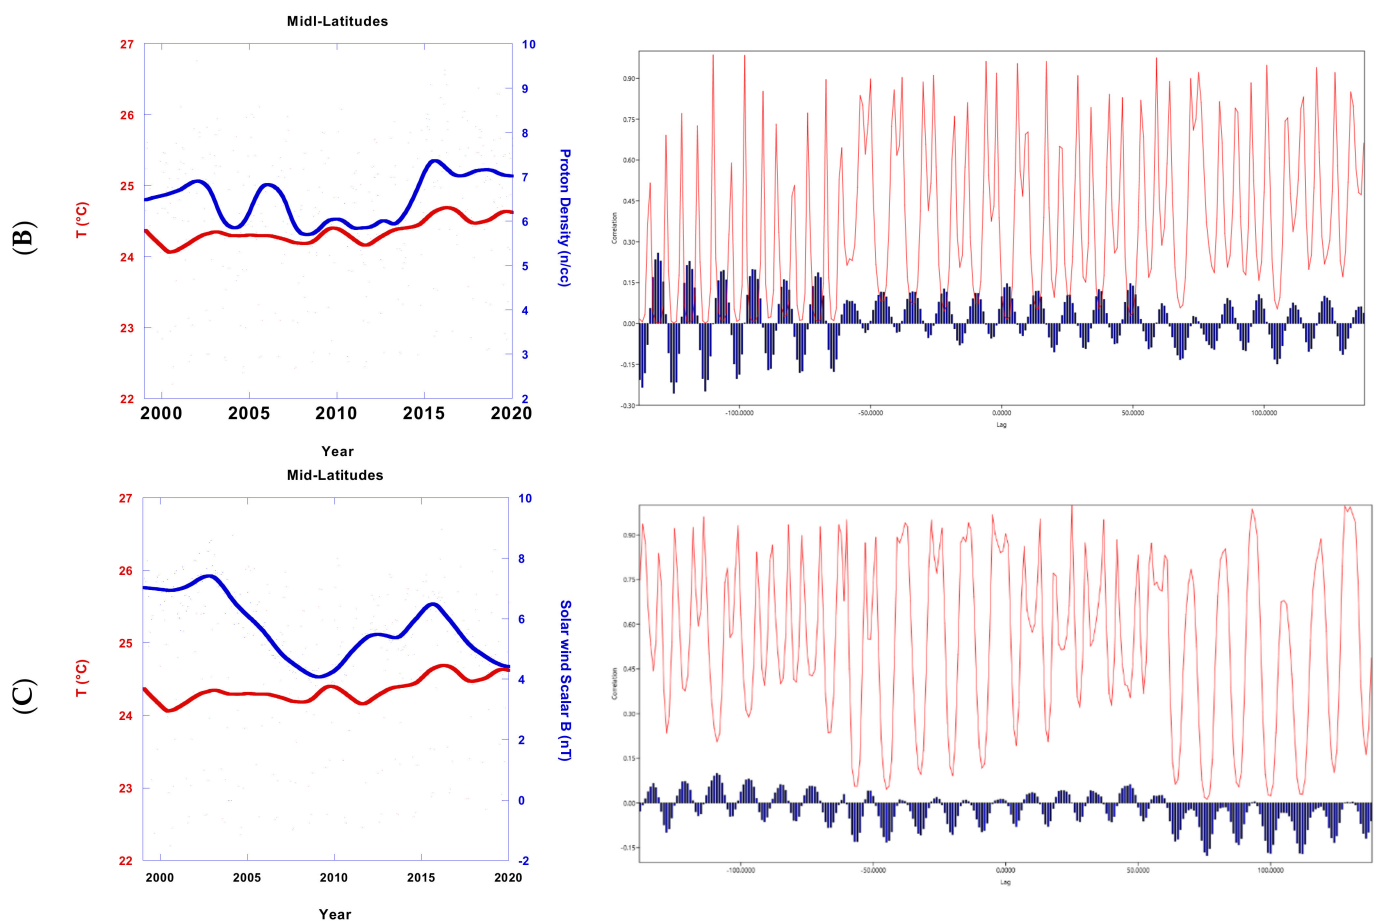 (B)
Midl-Latitudes
27
26
25
24
23
22
T (°C)
10
9
8
7
6
5
4
3
2
Proton Density (n/cc)
2000 2005 2010 2015 2020
Year
Correlation
0.90
0.75
0.60
0.45
0.30
0.15
0.00
-0.15
-0.30
-100.0000 -50.0000 0.0000 50.0000 100.0000
Lag
(C)
Mid-Latitudes
27
26
25
24
23
22
T (°C)
10
8
6
4
2
0
-2
Solar wind Scalar B (nT)
2000 2005 2010 2015 2020
Year
Correlation
0.90
0.75
0.60
0.45
0.30
0.15
0.00
-0.15
-100.0000 -50.0000 0.0000 50.0000 100.0000
Lag